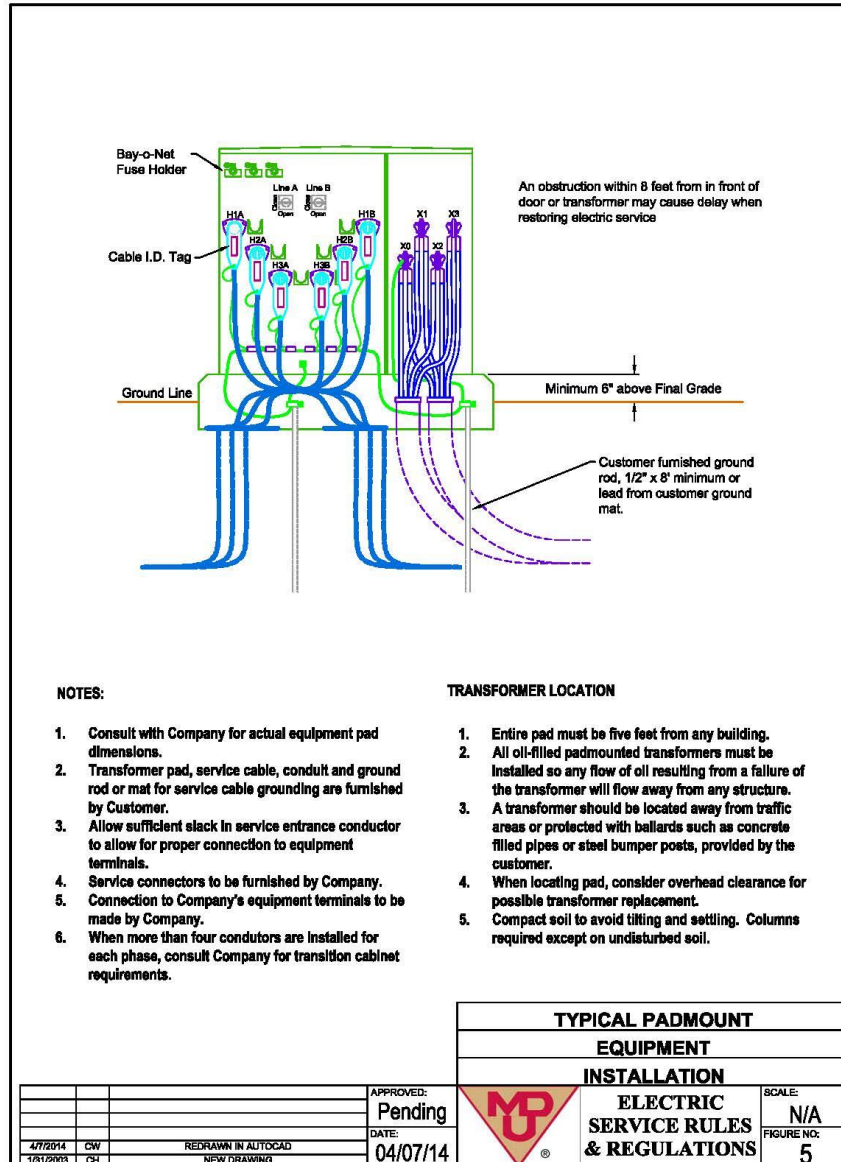 Bay-o-Net
Fuse Holder
Line A
Line B
Close
Open
Close
Open
An obstruction within 8 feet from in front of
door or transformer may cause delay when
restoring electric service
H1A
H1B
X1
X3
H2A
H2B
X0
X2
H3A
H3B
Cable I.D. Tag
Ground Line
Minimum 6" above Final Grade
Customer furnished ground
rod, 1/2" x 8' minimum or
lead from customer ground
mat.
NOTES:
1. Consult with Company for actual equipment pad
dimensions.
2. Transformer pad, service cable, conduit and ground
rod or mat for service cable grounding are furnished
by Customer.
3. Allow sufficient slack in service entrance conductor
to allow for proper connection to equipment
terminals.
4. Service connectors to be furnished by Company.
5. Connection to Company's equipment terminals to be
made by Company.
6. When more than four condutors are installed for
each phase, consult Company for transition cabinet
requirements.
TRANSFORMER LOCATION
1. Entire pad must be five feet from any building.
2. All oil-filled padmounted transformers must be
installed so any flow of oil resulting from a failure of
the transformer will flow away from any structure.
3. A transformer should be located away from traffic
areas or protected with ballards such as concrete
filled pipes or steel bumper posts, provided by the
customer.
4. When locating pad, consider overhead clearance for
possible transformer replacement.
5. Compact soil to avoid tilting and settling. Columns
required except on undisturbed soil.
TYPICAL PADMOUNT
EQUIPMENT
INSTALLATION
APPROVED:
Pending
DATE:
04/07/14
4/7/2014 CW REDRAWN IN AUTOCAD
1/31/2003 CH NEW DRAWING
MDU
®
ELECTRIC
SERVICE RULES
& REGULATIONS
SCALE:
N/A
FIGURE NO:
5